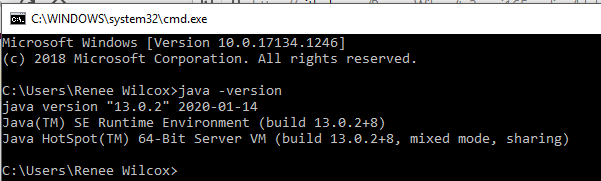 C:\WINDOWS\system32\cmd.exe
Microsoft Windows [Version 10.0.17134.1246]
(c) 2018 Microsoft Corporation. All rights reserved.
C:\Users\Renee Wilcox>java -version
java version "13.0.2" 2020-01-14
Java(TM) SE Runtime Environment (build 13.0.2+8)
Java HotSpot(TM) 64-Bit Server VM (build 13.0.2+8, mixed mode, sharing)
C:\Users\Renee Wilcox>